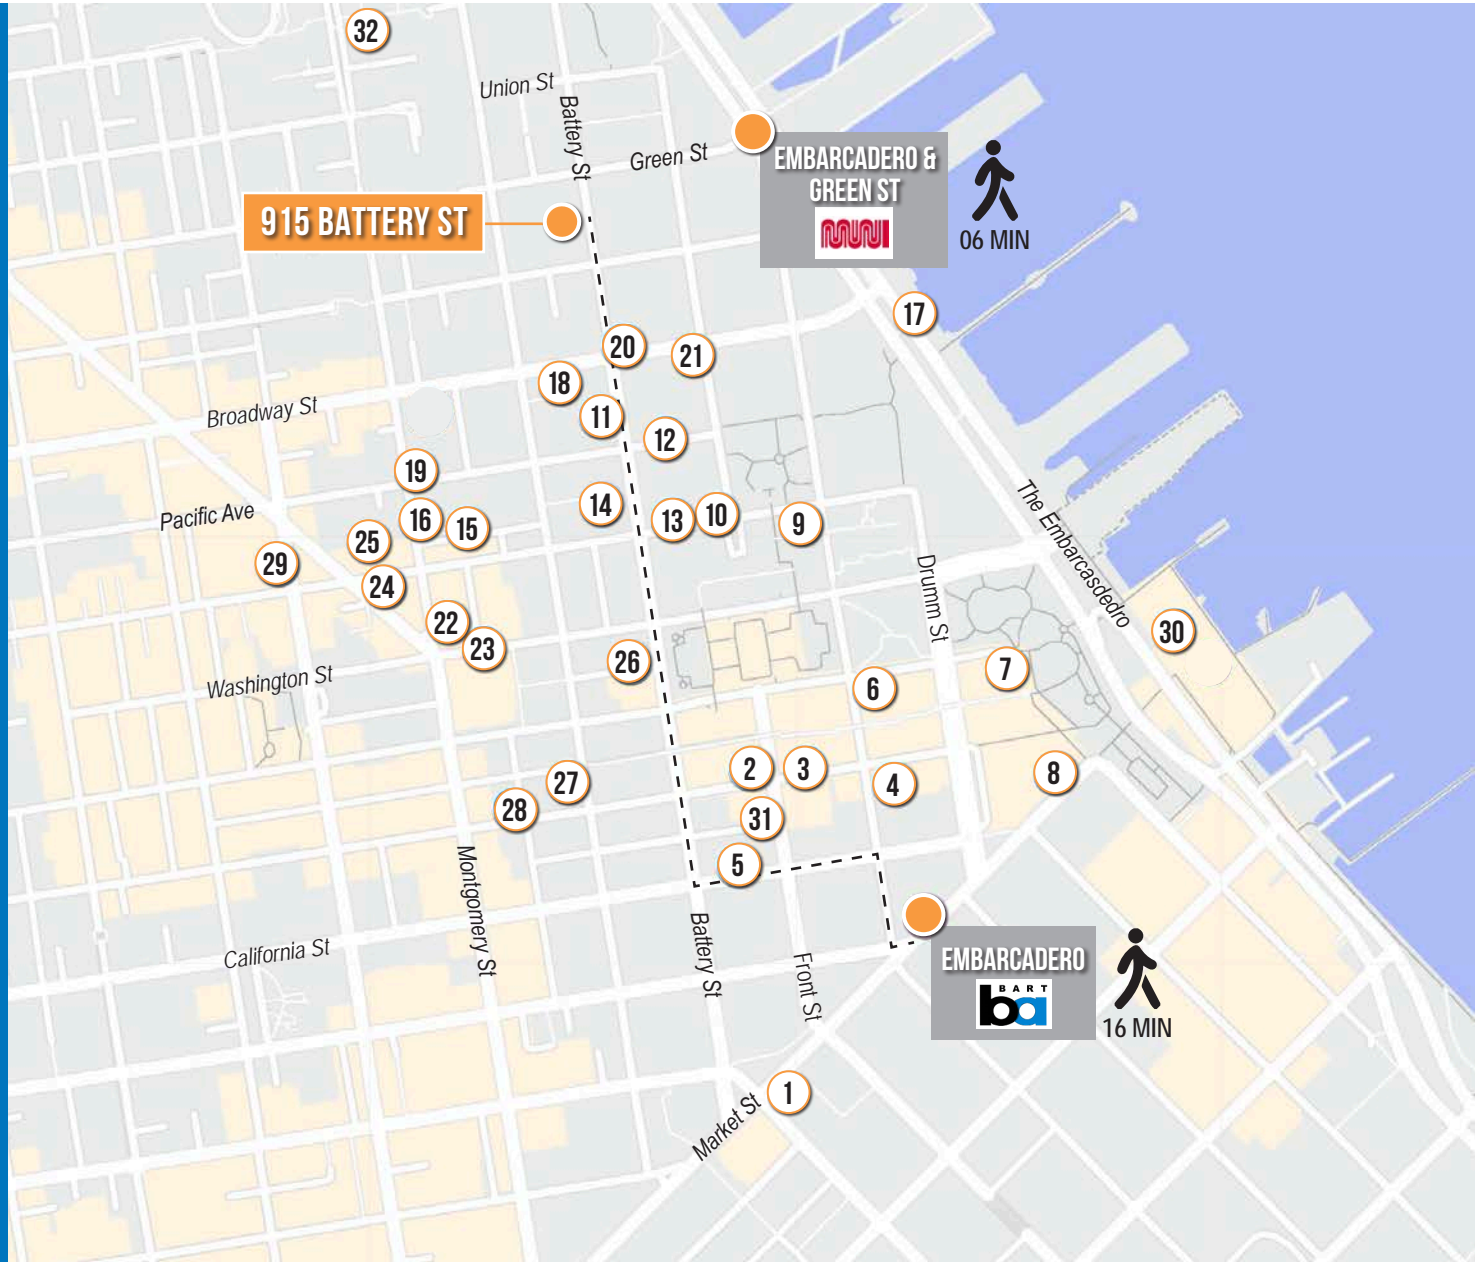 32
Union St
Battery St
Green St
EMBARCADERO &
GREEN ST
muni
06 MIN
915 BATTERY ST
17
20
21
18
11
12
Broadway St
19
Pacific Ave
16
15
14
13
10
9
25
29
24
The Embarcasdedro
Drumm St
22
23
26
30
7
6
Washington St
2
3
4
8
27
28
31
5
Montgomery St
California St
Battery St
Front St
EMBARCADERO
BART
ba
16 MIN
1
Market St